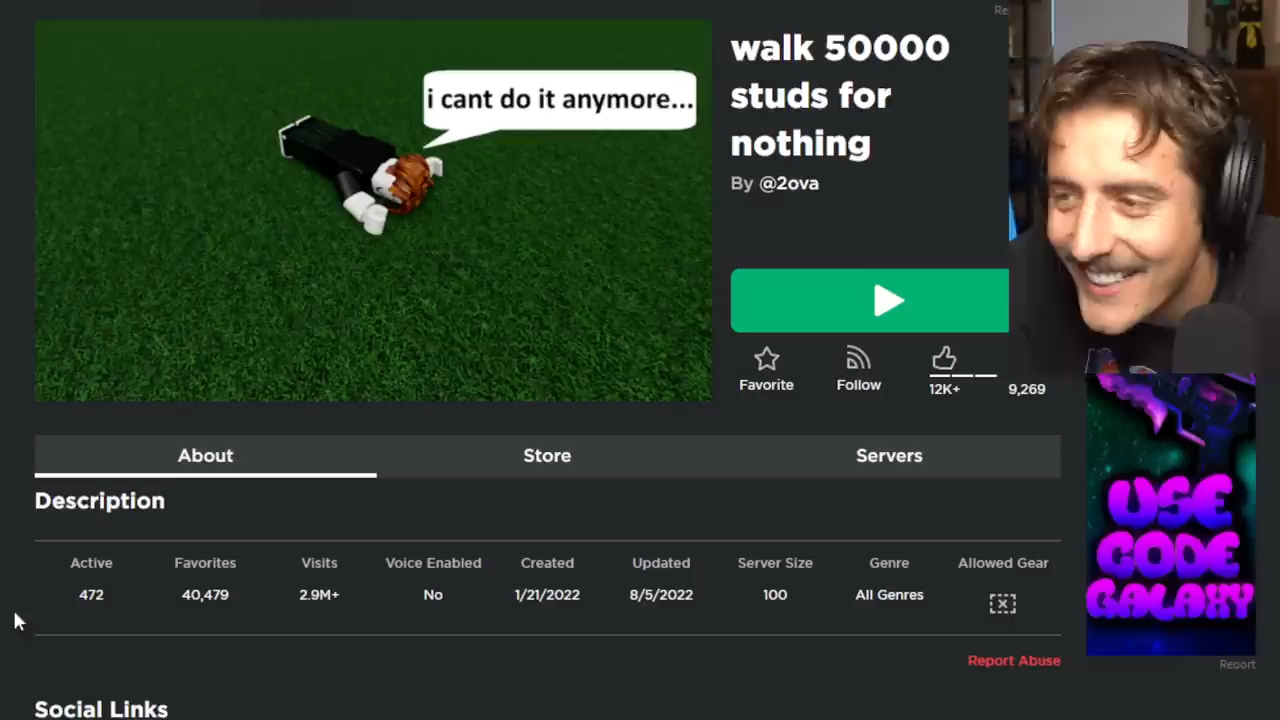 Re
i cant do it anymore...
walk 50000
studs for
nothing
By @2ova
Favorite
Follow
12K+
9,269
About
Store
Servers
Description
Active
Favorites
Visits
Voice Enabled
Created
Updated
Server Size
Genre
Allowed Gear
472
40,479
2.9M+
No
1/21/2022
8/5/2022
100
All Genres
USE
CODE
GALAXY
Report
Report Abuse
Social Links